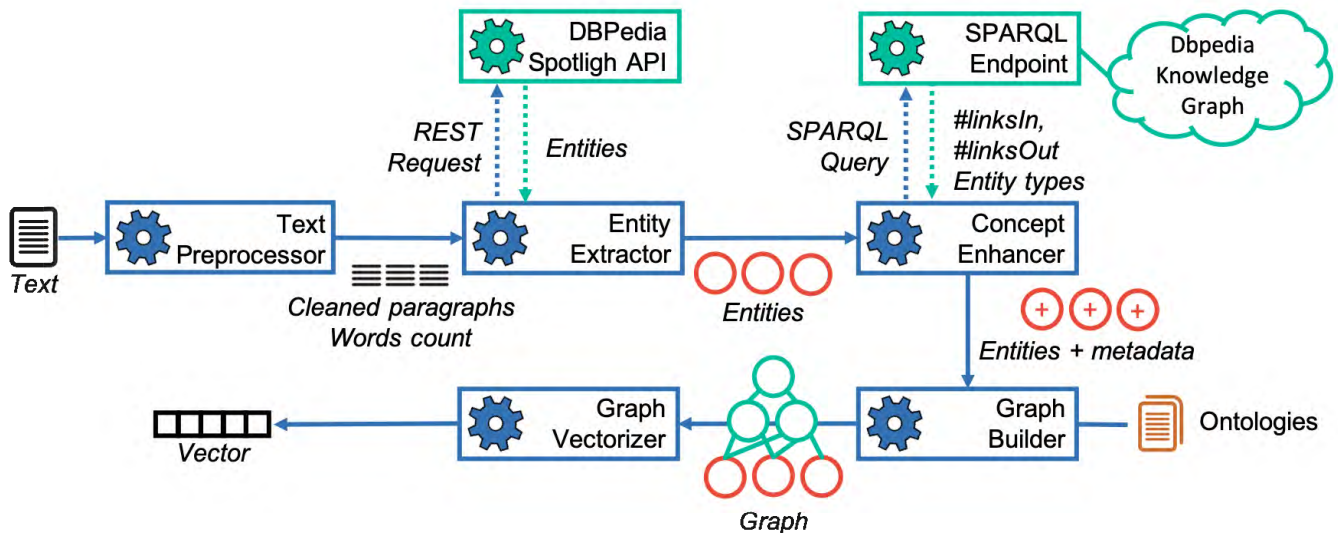 DBPedia
Spotligh API
SPARQL
Endpoint
Dbpedia
Knowledge
Graph
REST
Request
Entities
SPARQL
Query
#linksIn,
#linksOut
Entity types
Text
Text
Preprocessor
Cleaned paragraphs
Words count
Entity
Extractor
Entities
Concept
Enhancer
Entities + metadata
Vector
Graph
Vectorizer
Graph
Graph
Builder
Ontologies